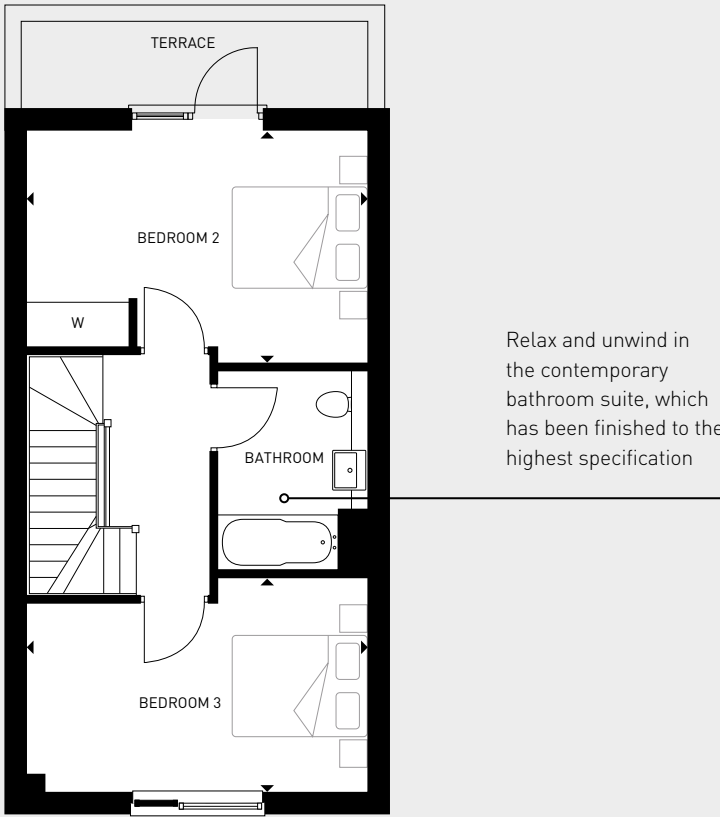 TERRACE
BEDROOM 2
W
Relax and unwind in
the contemporary
bathroom suite, which
has been finished to the
highest specification
BATHROOM
BEDROOM 3